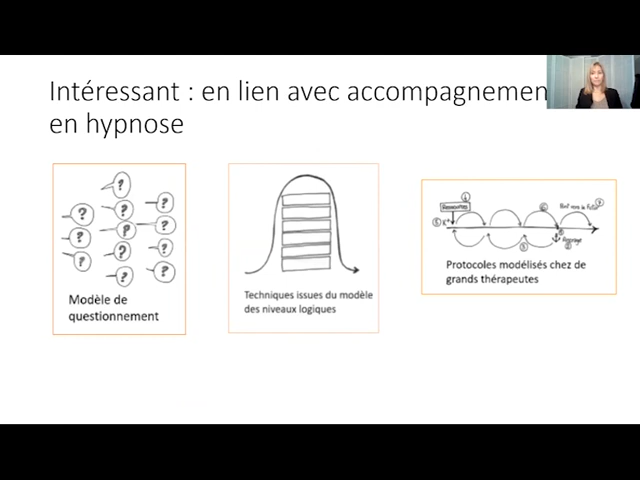 Intéressant : en lien avec accompagnemen
en hypnose
? ? ? ? ? ? ? ? ? ? ? ?
Modèle de
questionnement
Techniques issues du modèle
des niveaux logiques
Ressources
Protocoles modélisés chez de
grands thérapeutes